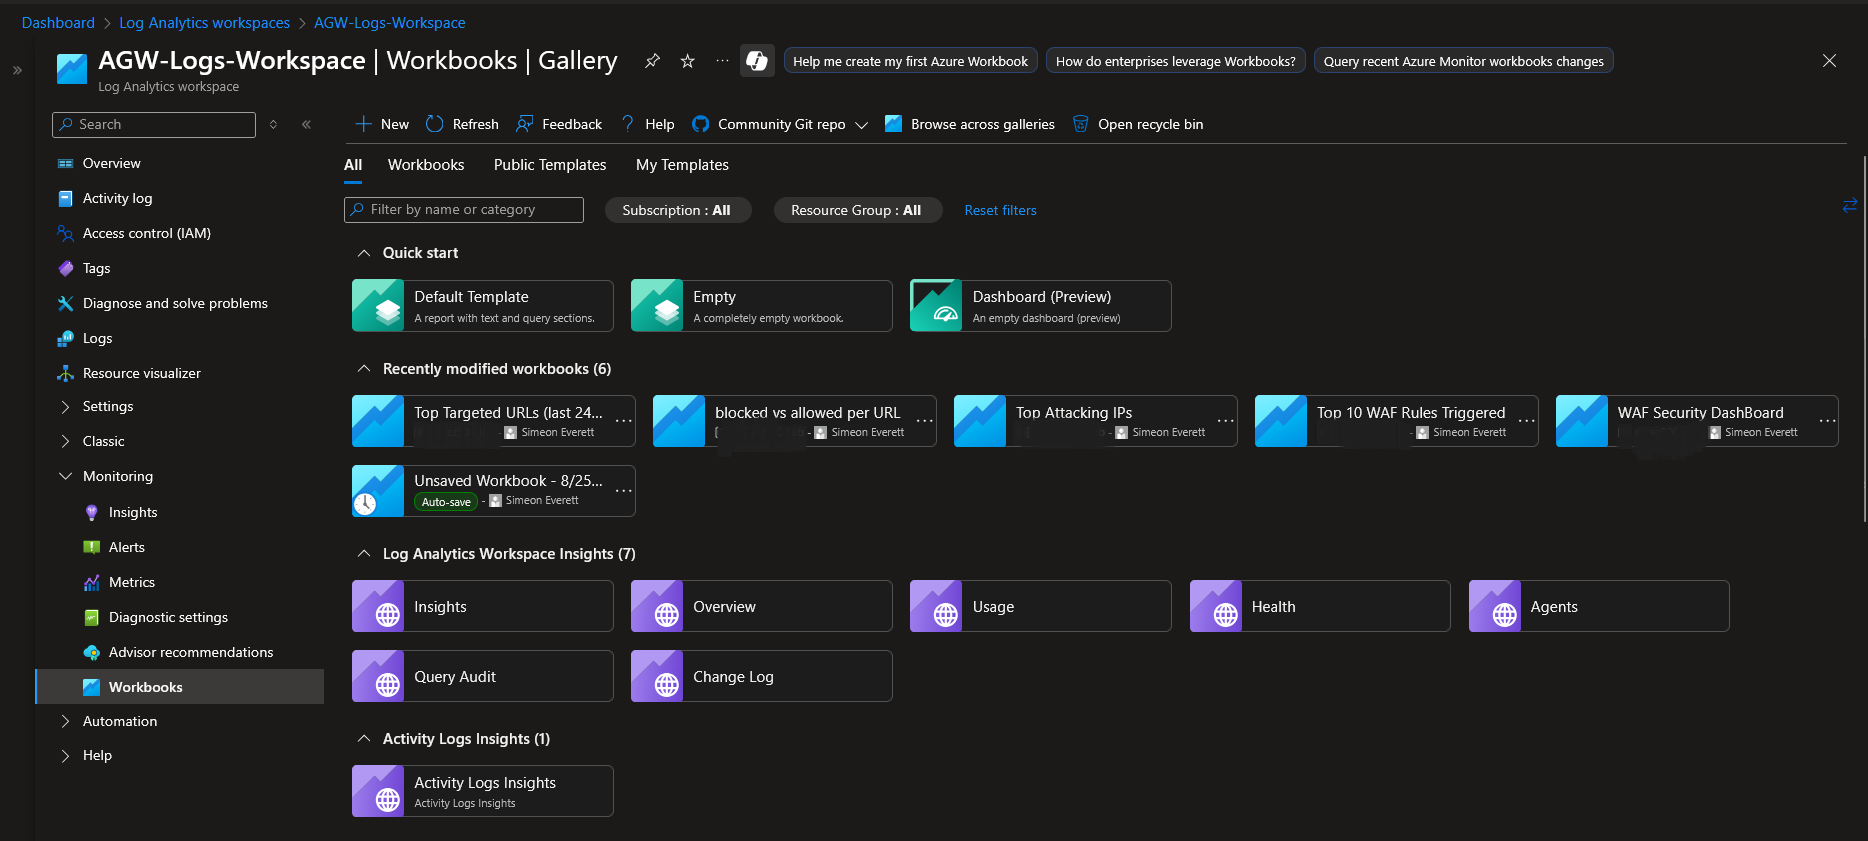 Dashboard > Log Analytics workspaces > AGW-Logs-Workspace
AGW-Logs-Workspace | Workbooks | Gallery
Log Analytics workspace
Help me create my first Azure Workbook
How do enterprises leverage Workbooks?
Query recent Azure Monitor workbooks changes
Search
Overview
Activity log
Access control (IAM)
Tags
Diagnose and solve problems
Logs
Resource visualizer
Settings
Classic
Monitoring
Insights
Alerts
Metrics
Diagnostic settings
Advisor recommendations
Workbooks
Automation
Help
New
Refresh
Feedback
Help
Community Git repo
Browse across galleries
Open recycle bin
All
Workbooks
Public Templates
My Templates
Filter by name or category
Subscription : All
Resource Group : All
Reset filters
Quick start
Default Template
A report with text and query sections.
Empty
A completely empty workbook.
Dashboard (Preview)
An empty dashboard (preview)
Recently modified workbooks (6)
Top Targeted URLs (last 24...
- Simeon Everett
blocked vs allowed per URL
- Simeon Everett
Top Attacking IPs
- Simeon Everett
Top 10 WAF Rules Triggered
- Simeon Everett
WAF Security DashBoard
Simeon Everett
Unsaved Workbook - 8/25...
Auto-save - Simeon Everett
Log Analytics Workspace Insights (7)
Insights
Overview
Usage
Health
Agents
Query Audit
Change Log
Activity Logs Insights (1)
Activity Logs Insights
Activity Logs Insights